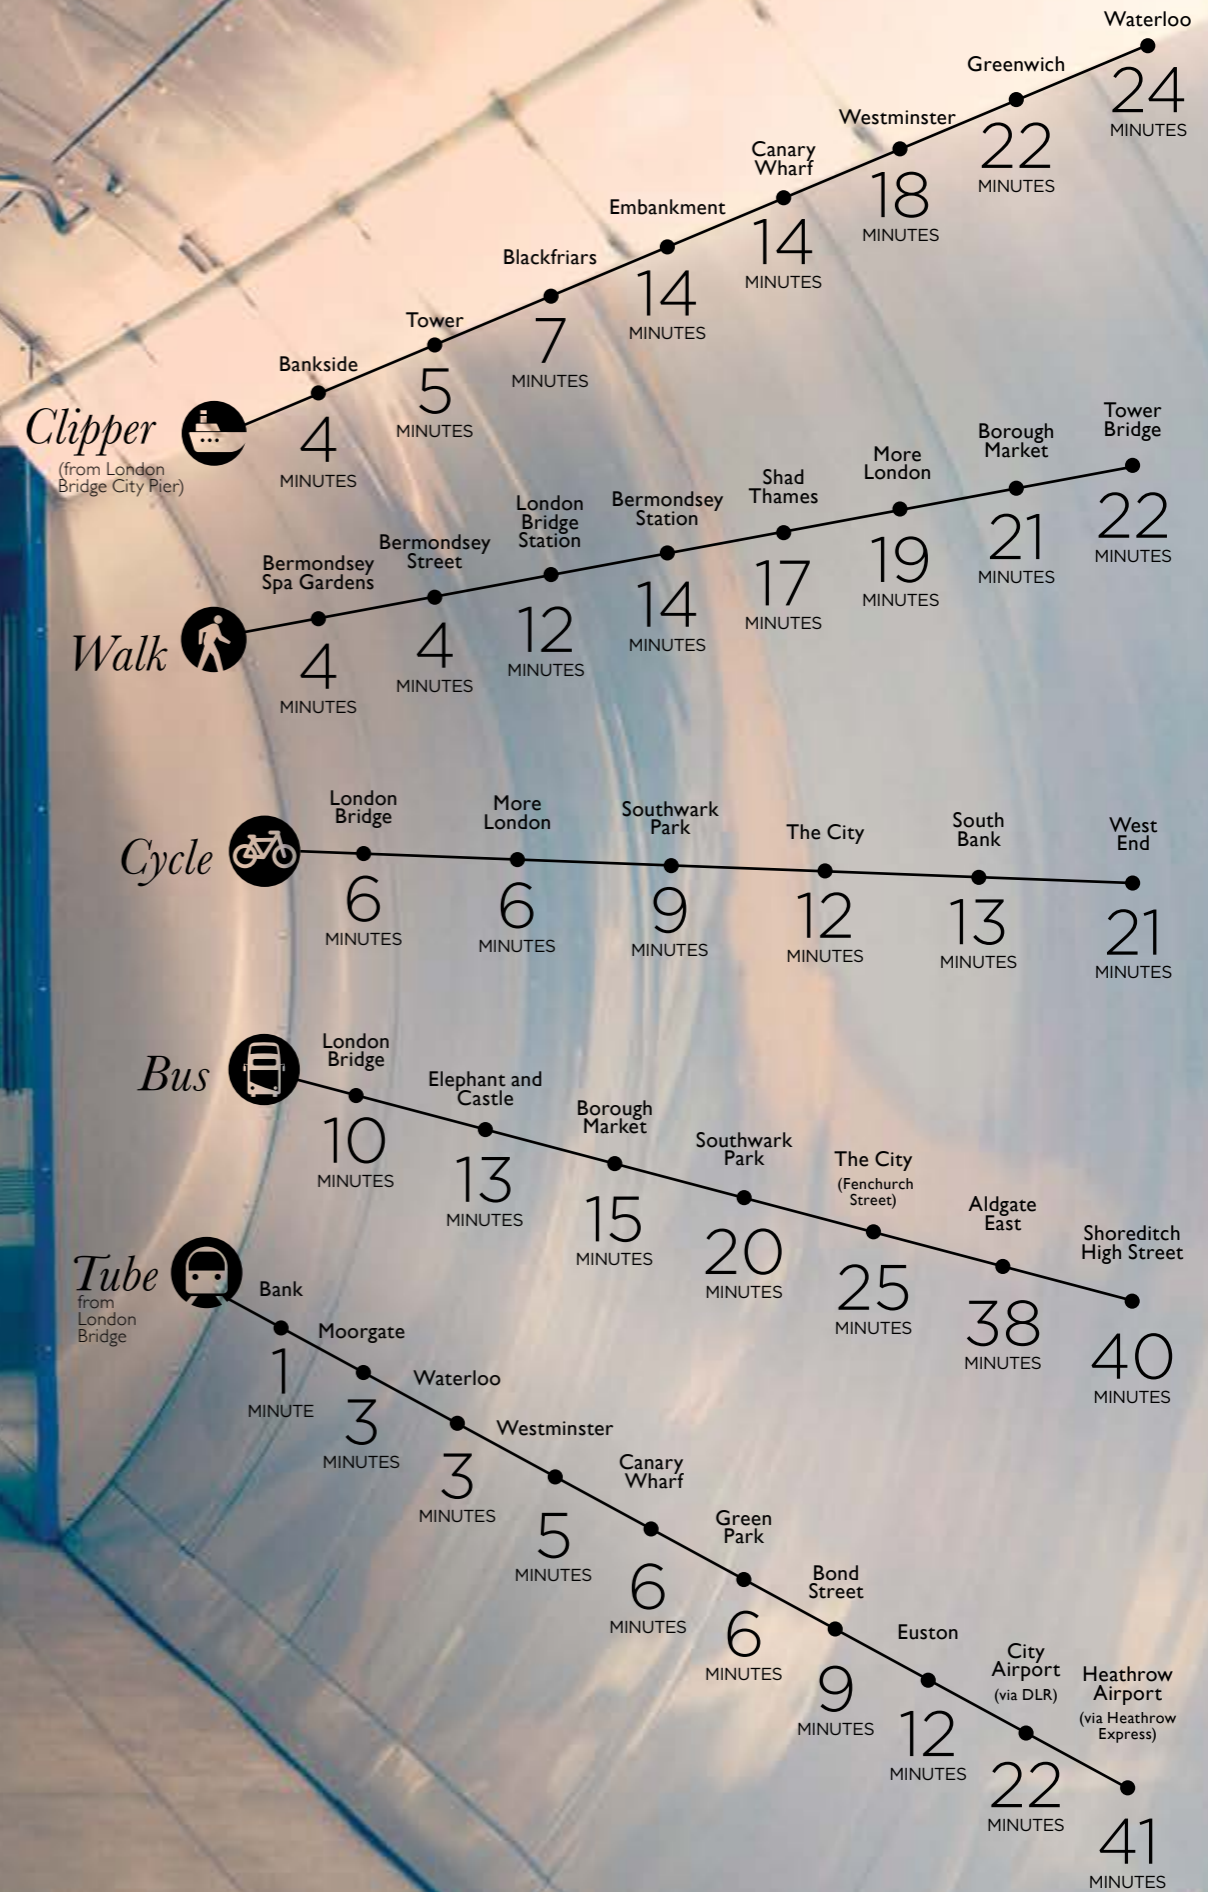 Clipper
(from London
Bridge City Pier)
Bankside
4
MINUTES
Tower
5
MINUTES
Blackfriars
7
MINUTES
Embankment
14
MINUTES
Canary
Wharf
14
MINUTES
Westminster
18
MINUTES
Greenwich
22
MINUTES
Waterloo
24
MINUTES
Walk
Bermondsey
Spa Gardens
4
MINUTES
Bermondsey
Street
4
MINUTES
London
Bridge
Station
12
MINUTES
Bermondsey
Station
14
MINUTES
Shad
Thames
17
MINUTES
More
London
19
MINUTES
Borough
Market
21
MINUTES
Tower
Bridge
22
MINUTES
Cycle
London
Bridge
6
MINUTES
More
London
6
MINUTES
Southwark
Park
9
MINUTES
The City
12
MINUTES
South
Bank
13
MINUTES
West
End
21
MINUTES
Bus
London
Bridge
10
MINUTES
Elephant and
Castle
13
MINUTES
Borough
Market
15
MINUTES
Southwark
Park
20
MINUTES
The City
(Fenchurch
Street)
25
MINUTES
Aldgate
East
38
MINUTES
Shoreditch
High Street
40
MINUTES
Tube
from
London
Bridge
Bank
1
MINUTE
Moorgate
3
MINUTES
Waterloo
3
MINUTES
Westminster
5
MINUTES
Canary
Wharf
6
MINUTES
Green
Park
6
MINUTES
Bond
Street
9
MINUTES
Euston
12
MINUTES
City
Airport
(via DLR)
22
MINUTES
Heathrow
Airport
(via Heathrow
Express)
41
MINUTES